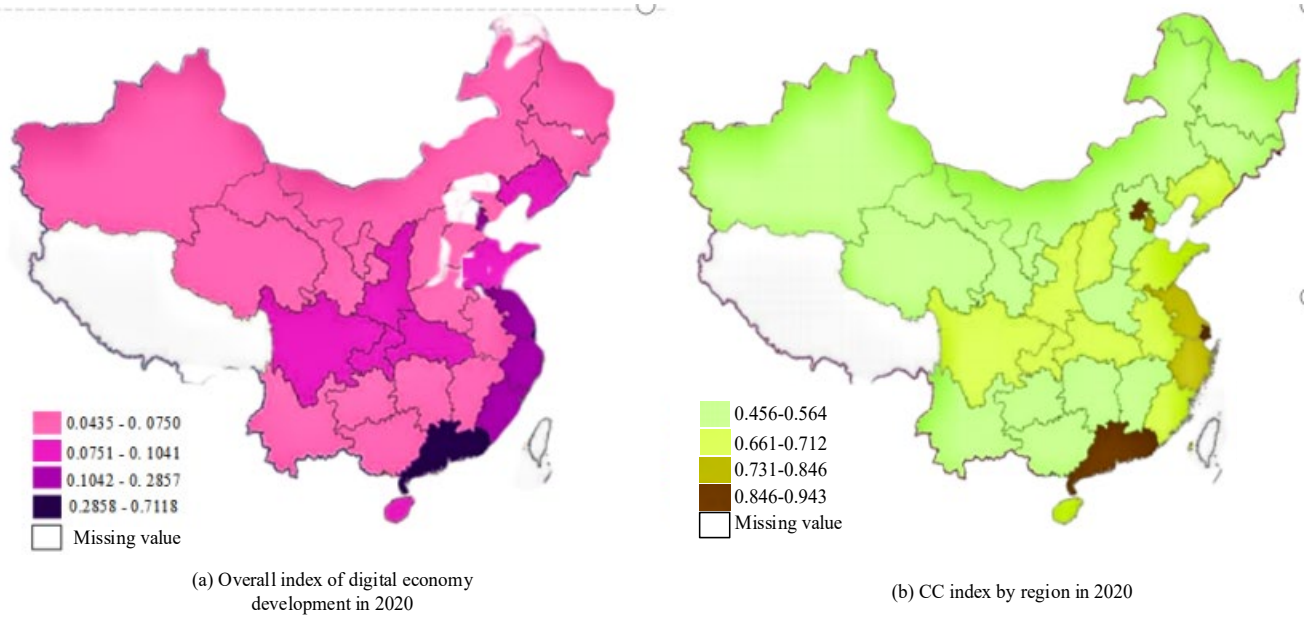 0.0435 - 0. 0750
0.0751 - 0. 1041
0.1042 - 0. 2857
0.2858 - 0.7118
Missing value
(a) Overall index of digital economy
development in 2020
0.456-0.564
0.661-0.712
0.731-0.846
0.846-0.943
Missing value
(b) CC index by region in 2020